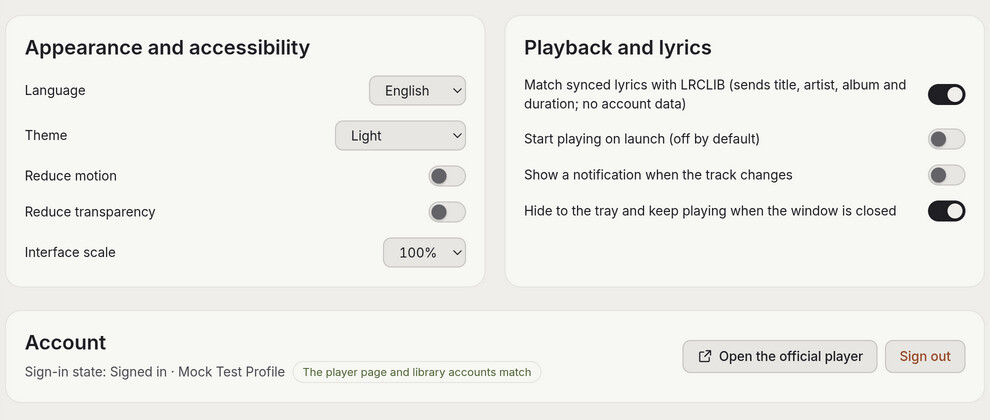 Appearance and accessibility
Language
English
Theme
Light
Reduce motion
Reduce transparency
Interface scale
100%
Playback and lyrics
Match synced lyrics with LRCLIB (sends title, artist, album and
duration; no account data)
Start playing on launch (off by default)
Show a notification when the track changes
Hide to the tray and keep playing when the window is closed
Account
Sign-in state: Signed in · Mock Test Profile
The player page and library accounts match
Open the official player
Sign out